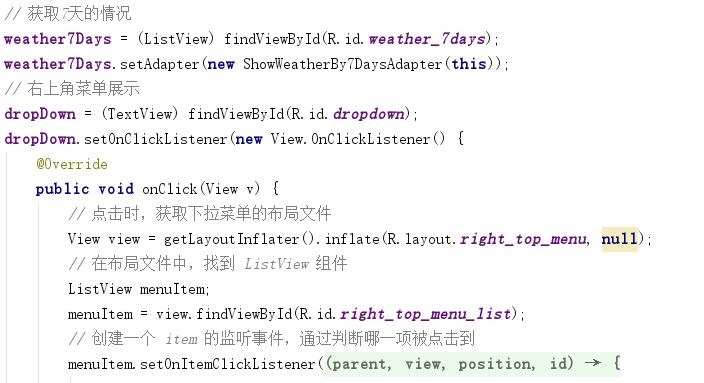 // 获取7天的情况
weather7Days = (ListView) findViewById(R.id.weather_7days);
weather7Days.setAdapter(new ShowWeatherBy7DaysAdapter(this));
// 右上角菜单展示
dropDown = (TextView) findViewById(R.id.dropdown);
dropDown.setOnClickListener(new View.OnClickListener() {
@Override
public void onClick(View v) {
// 点击时，获取下拉菜单的布局文件
View view = getLayoutInflater().inflate(R.layout.right_top_menu, null);
// 在布局文件中，找到 ListView 组件
ListView menuItem;
menuItem = view.findViewById(R.id.right_top_menu_list);
// 创建一个 item 的监听事件，通过判断哪一项被点击到
menuItem.setOnItemClickListener((parent, view, position, id) → {